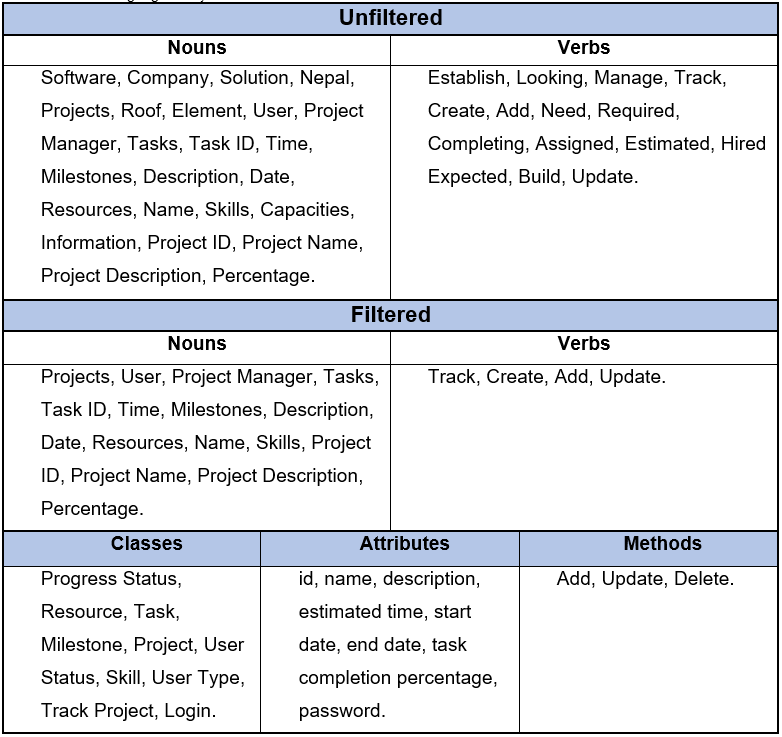 Unfiltered
Nouns
Verbs
Software, Company, Solution, Nepal,
Projects, Roof, Element, User, Project
Manager, Tasks, Task ID, Time,
Milestones, Description, Date,
Resources, Name, Skills, Capacities,
Information, Project ID, Project Name,
Project Description, Percentage.
Establish, Looking, Manage, Track,
Create, Add, Need, Required,
Completing, Assigned, Estimated, Hired
Expected, Build, Update.
Filtered
Nouns
Verbs
Projects, User, Project Manager, Tasks,
Task ID, Time, Milestones, Description,
Date, Resources, Name, Skills, Project
ID, Project Name, Project Description,
Percentage.
Track, Create, Add, Update.
Classes
Attributes
Methods
Progress Status,
Resource, Task,
Milestone, Project, User
Status, Skill, User Type,
Track Project, Login.
id, name, description,
estimated time, start
date, end date, task
completion percentage,
password.
Add, Update, Delete.